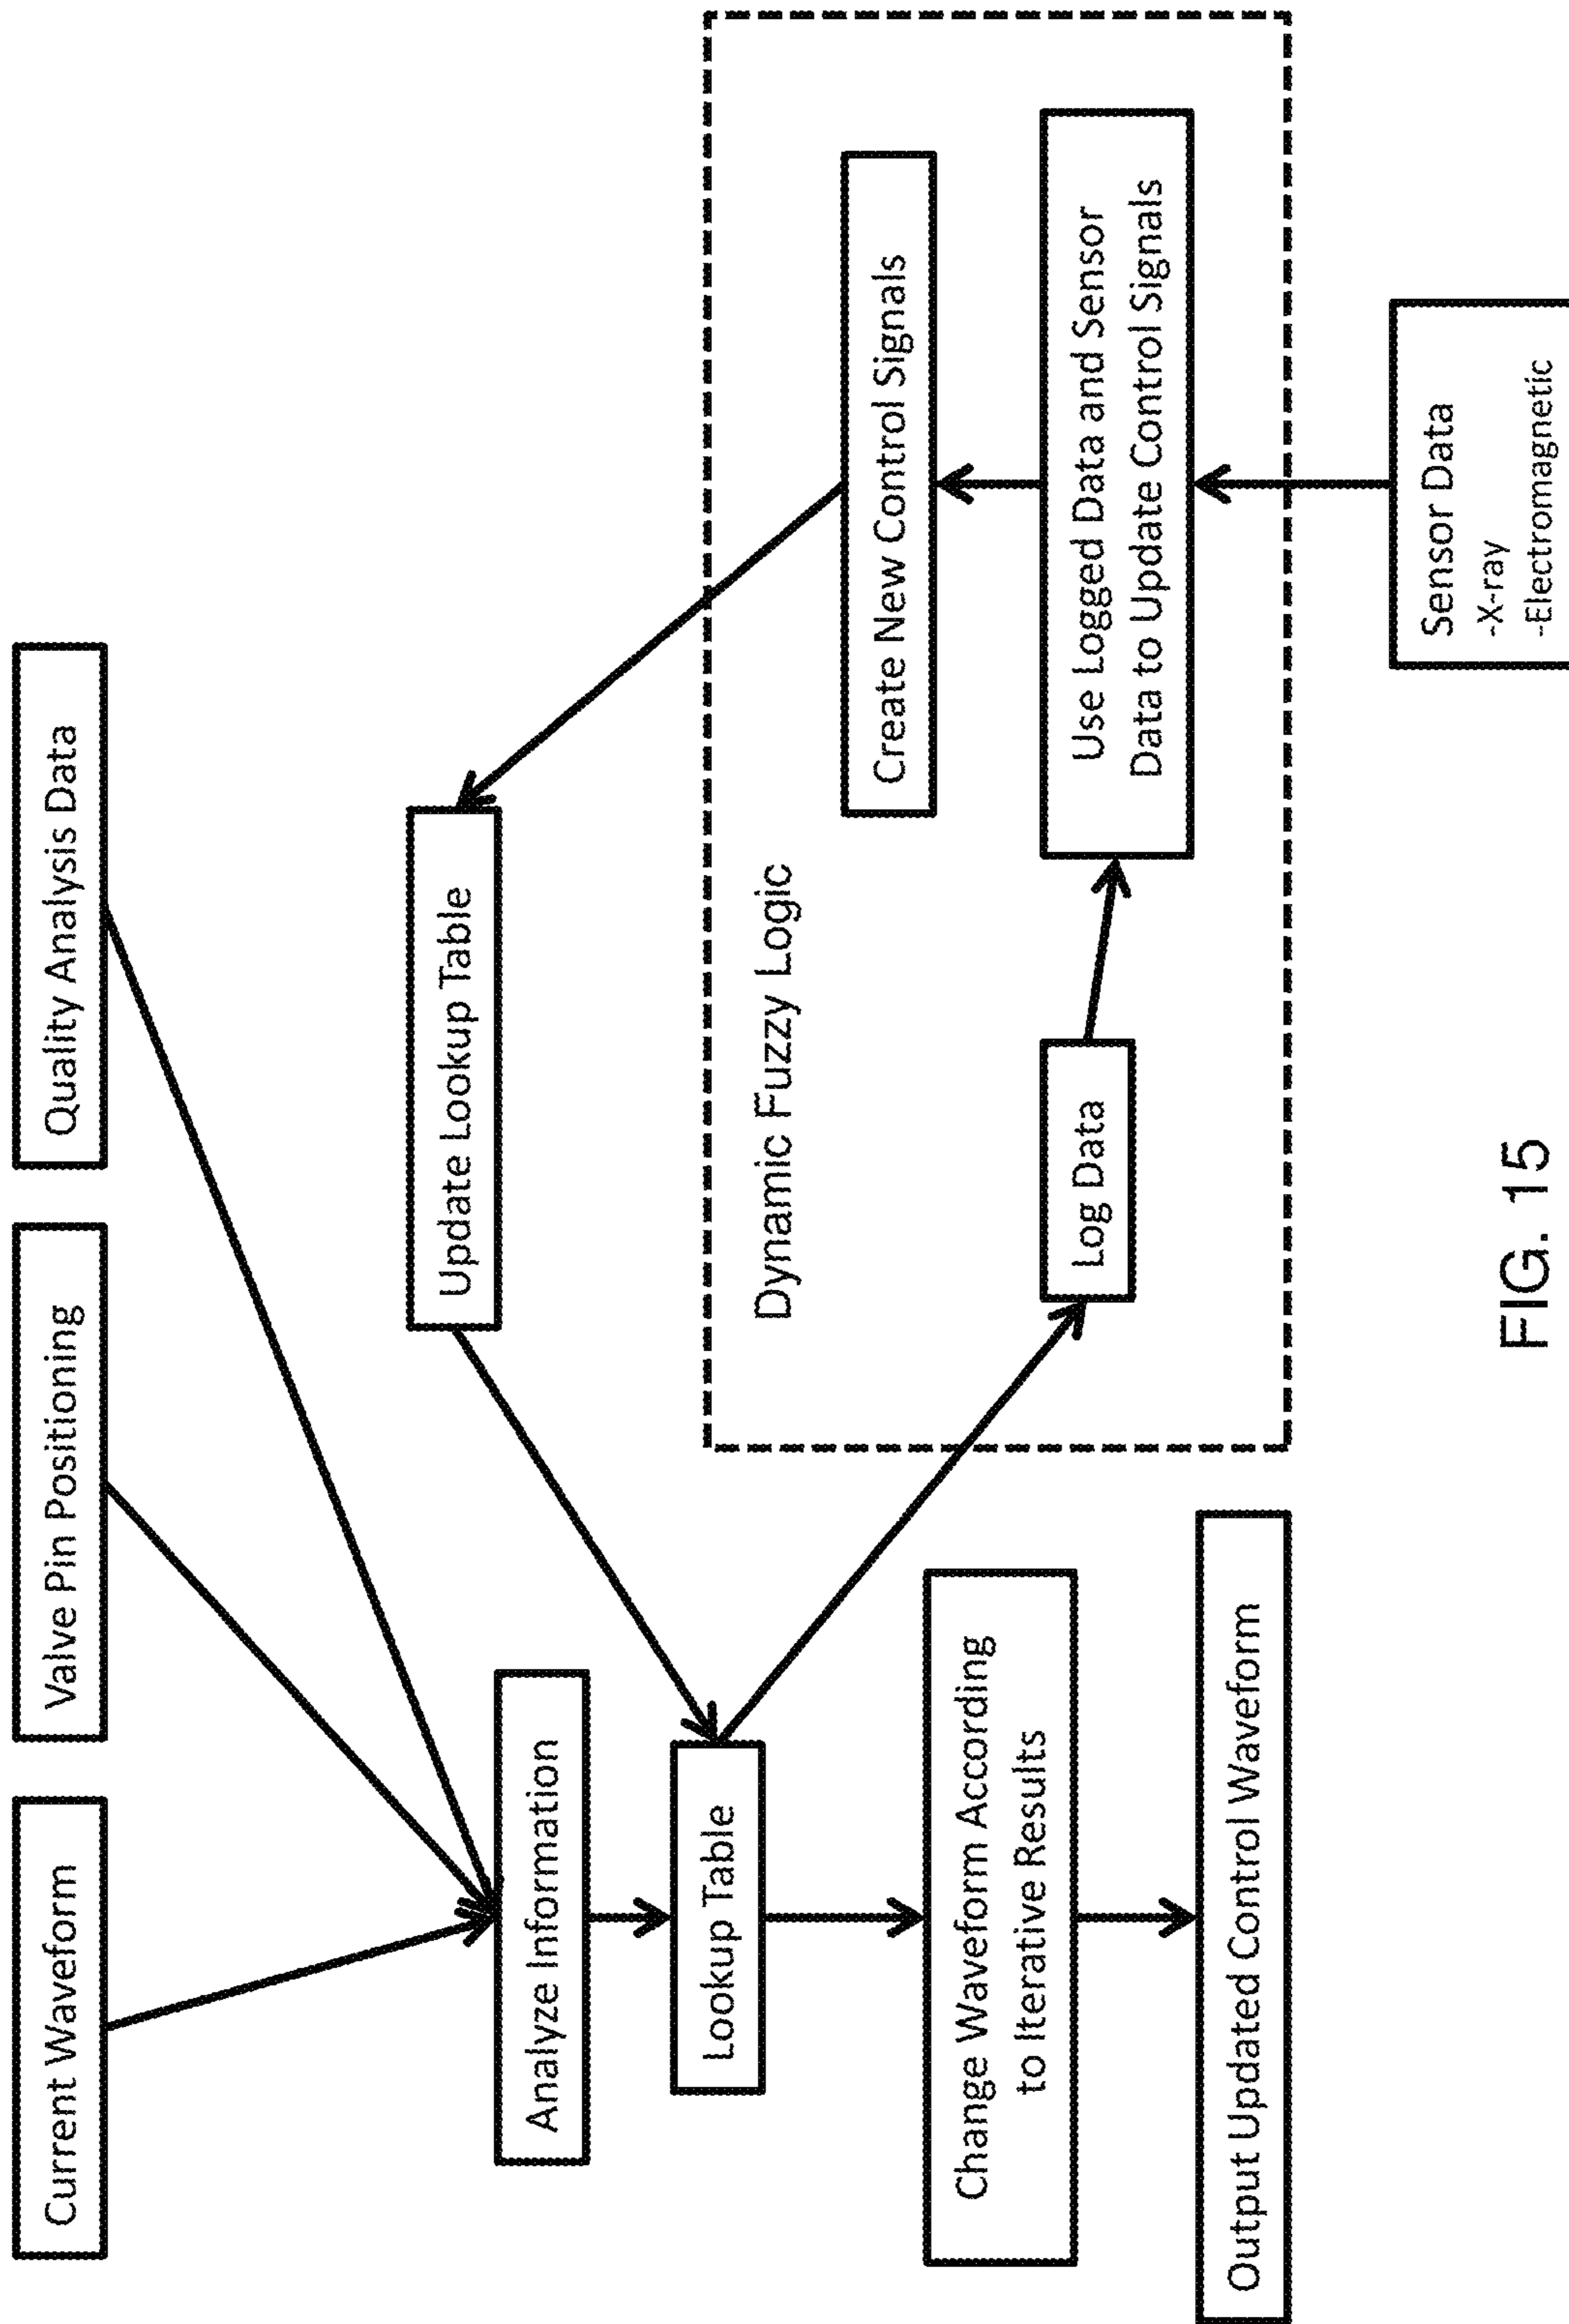 Current Waveform
Valve Pin Positioning
Quality Analysis Data
Analyze Information
Update Lookup Table
Lookup Table
Dynamic Fuzzy Logic
Create New Control Signals
Log Data
Use Logged Data and Sensor
Data to Update Control Signals
Change Waveform According
to Iterative Results
Output Updated Control Waveform
Sensor Data
-X-ray
-Electromagnetic
FIG. 15